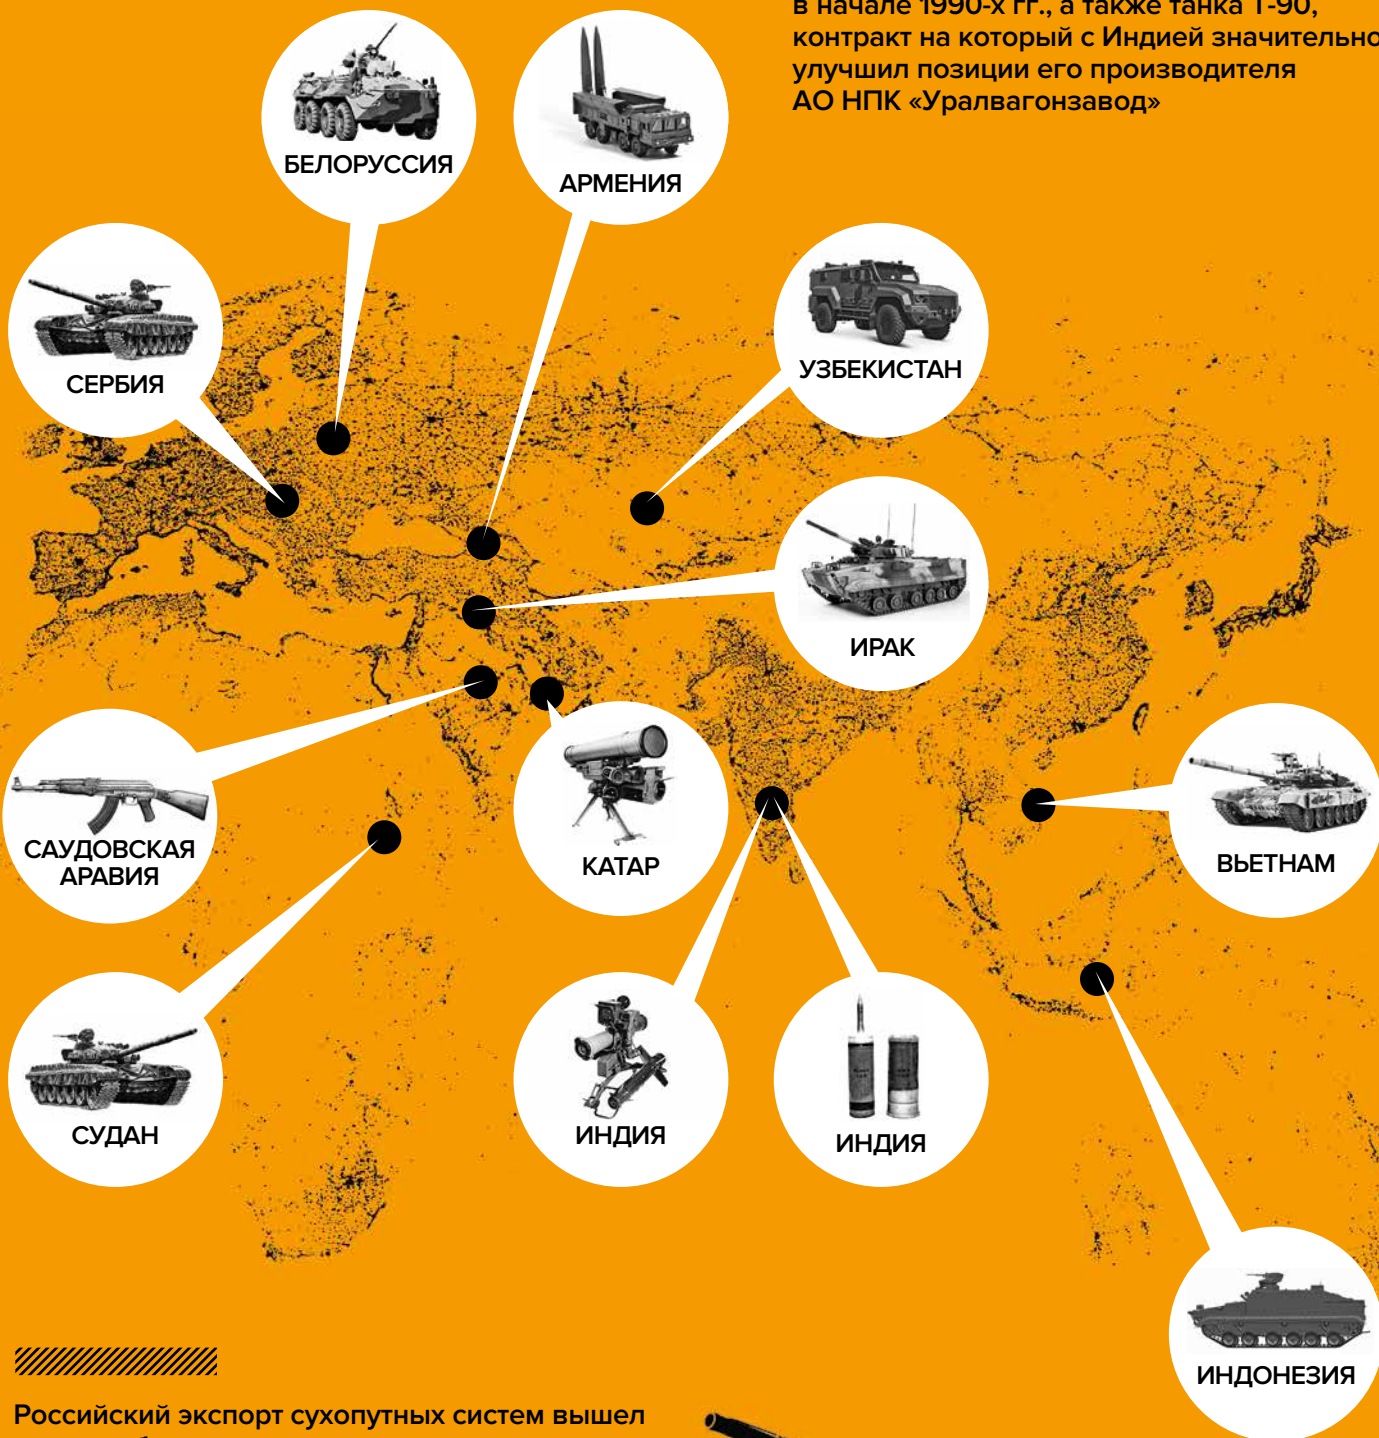 в начале 1990-х гг., а также танка Т-90,
контракт на который с Индией значительно
улучшил позиции его производителя
АО НПК «Уралвагонзавод»
БЕЛОРУССИЯ
АРМЕНИЯ
СЕРБИЯ
УЗБЕКИСТАН
ИРАК
САУДОВСКАЯ
АРАВИЯ
КАТАР
ВЬЕТНАМ
СУДАН
ИНДИЯ
ИНДИЯ
ИНДОНЕЗИЯ
Российский экспорт сухопутных систем вышел